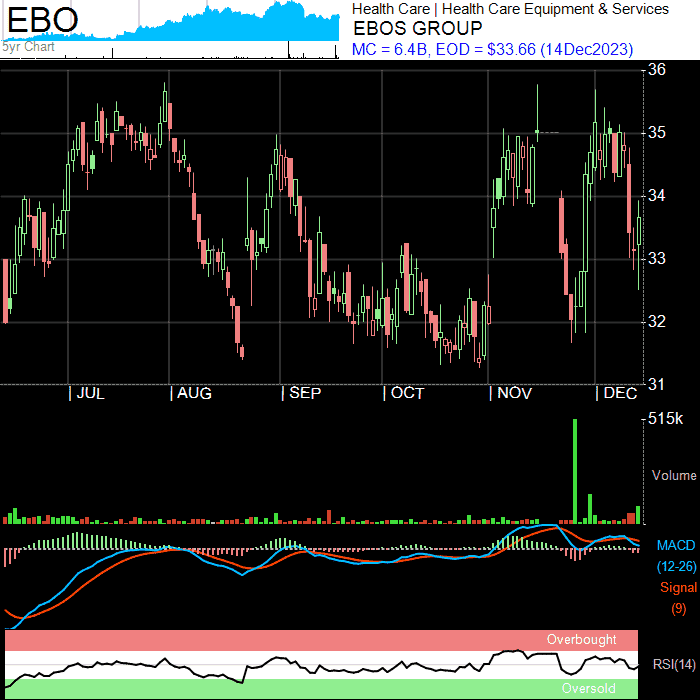 EBO
5yr Chart
Health Care | Health Care Equipment & Services
EBOS GROUP
MC = 6.4B, EOD = $33.66 (14Dec2023)
36
35
34
33
32
31
JUL
AUG
SEP
OCT
NOV
DEC
515k
Volume
MACD
(12-26)
Signal
(9)
Overbought
RSI(14)
Oversold